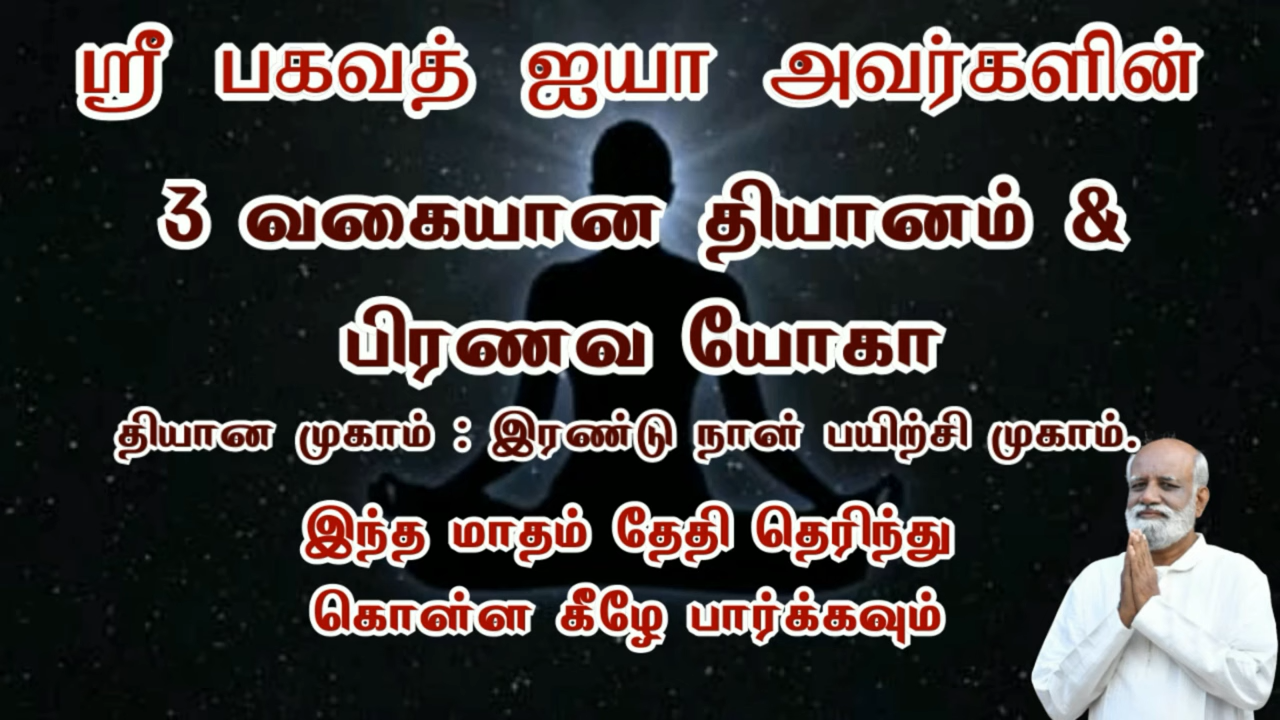 ஸ்ரீ பகவத் ஐயா அவர்களின்
3 வகையான தியானம் &
பிரணவ யோகா
தியான முகாம் : இரண்டு நாள் பயிற்சி முகாம்.
இந்த மாதம் தேதி தெரிந்து
கொள்ள கீழே பார்க்கவும்